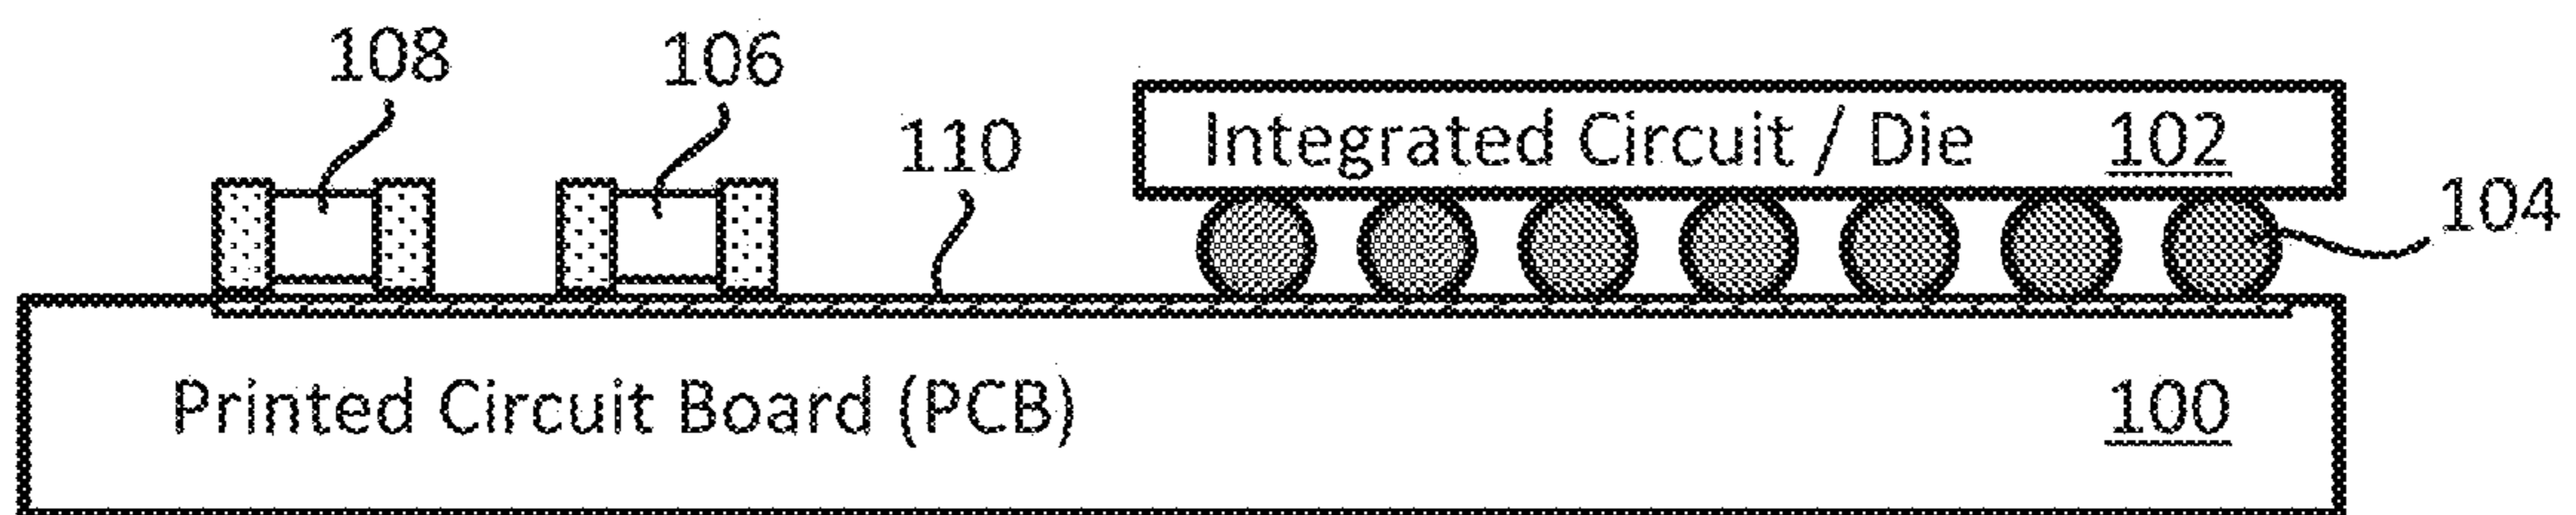 108
106
110
Integrated Circuit / Die 102
104
Printed Circuit Board (PCB) 100